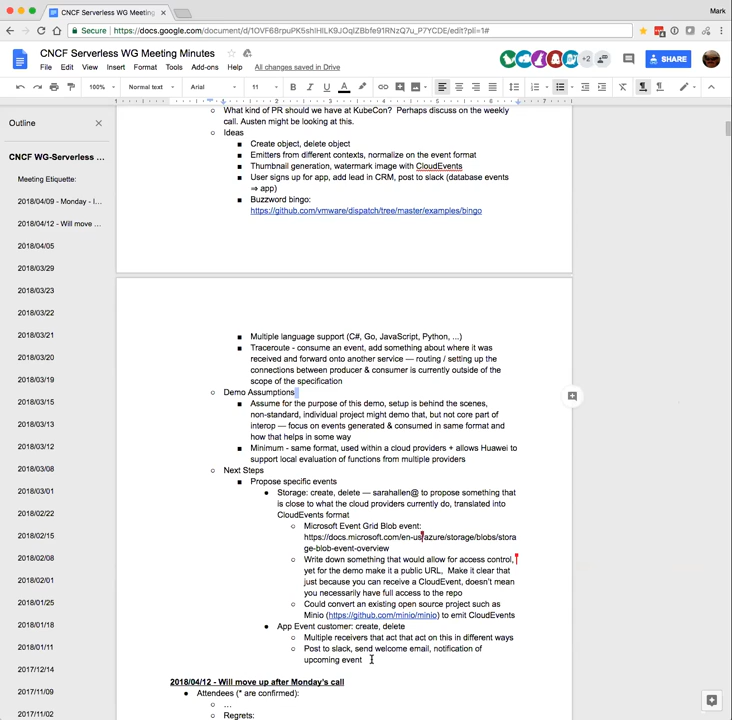 CNCF Serverless WG Meeting
Mark
Secure
https://docs.google.com/document/d/1OVF68rpuPK5shIHILK9JOqlZBbfe91RNzQ7u_P7YCDE/edit?pli=1#
CNCF Serverless WG Meeting Minutes
File Edit View Insert Format Tools Add-ons Help All changes saved in Drive
+2
SHARE
100% Normal text Arial 11
Outline
CNCF WG-Serverless ...
Meeting Etiquette:
2018/04/09 - Monday - I...
2018/04/12 - Will move ...
2018/04/05
2018/03/29
2018/03/23
2018/03/22
2018/03/21
2018/03/20
2018/03/19
2018/03/15
2018/03/13
2018/03/12
2018/03/08
2018/03/01
2018/02/22
2018/02/15
2018/02/08
2018/02/01
2018/01/25
2018/01/18
2018/01/11
2017/12/14
2017/11/09
2017/11/02
What kind of PR should we have at KubeCon? Perhaps discuss on the weekly
call. Austen might be looking at this.
Ideas
Create object, delete object
Emitters from different contexts, normalize on the event format
Thumbnail generation, watermark image with CloudEvents
User signs up for app, add lead in CRM, post to slack (database events
⇒ app)
Buzzword bingo:
https://github.com/vmware/dispatch/tree/master/examples/bingo
Multiple language support (C#, Go, JavaScript, Python, ...)
Traceroute - consume an event, add something about where it was
received and forward onto another service — routing / setting up the
connections between producer & consumer is currently outside of the
scope of the specification
Demo Assumptions
Assume for the purpose of this demo, setup is behind the scenes,
non-standard, individual project might demo that, but not core part of
interop — focus on events generated & consumed in same format and
how that helps in some way
Minimum - same format, used within a cloud providers + allows Huawei to
support local evaluation of functions from multiple providers
Next Steps
Propose specific events
Storage: create, delete — sarahallen@ to propose something that
is close to what the cloud providers currently do, translated into
CloudEvents format
Microsoft Event Grid Blob event:
https://docs.microsoft.com/en-us/azure/storage/blobs/stora
ge-blob-event-overview
Write down something that would allow for access control,
yet for the demo make it a public URL, Make it clear that
just because you can receive a CloudEvent, doesn't mean
you necessarily have full access to the repo
Could convert an existing open source project such as
Minio (https://github.com/minio/minio) to emit CloudEvents
App Event customer: create, delete
Multiple receivers that act that act on this in different ways
Post to slack, send welcome email, notification of
upcoming event
2018/04/12 - Will move up after Monday's call
Attendees (* are confirmed):
…
Regrets: